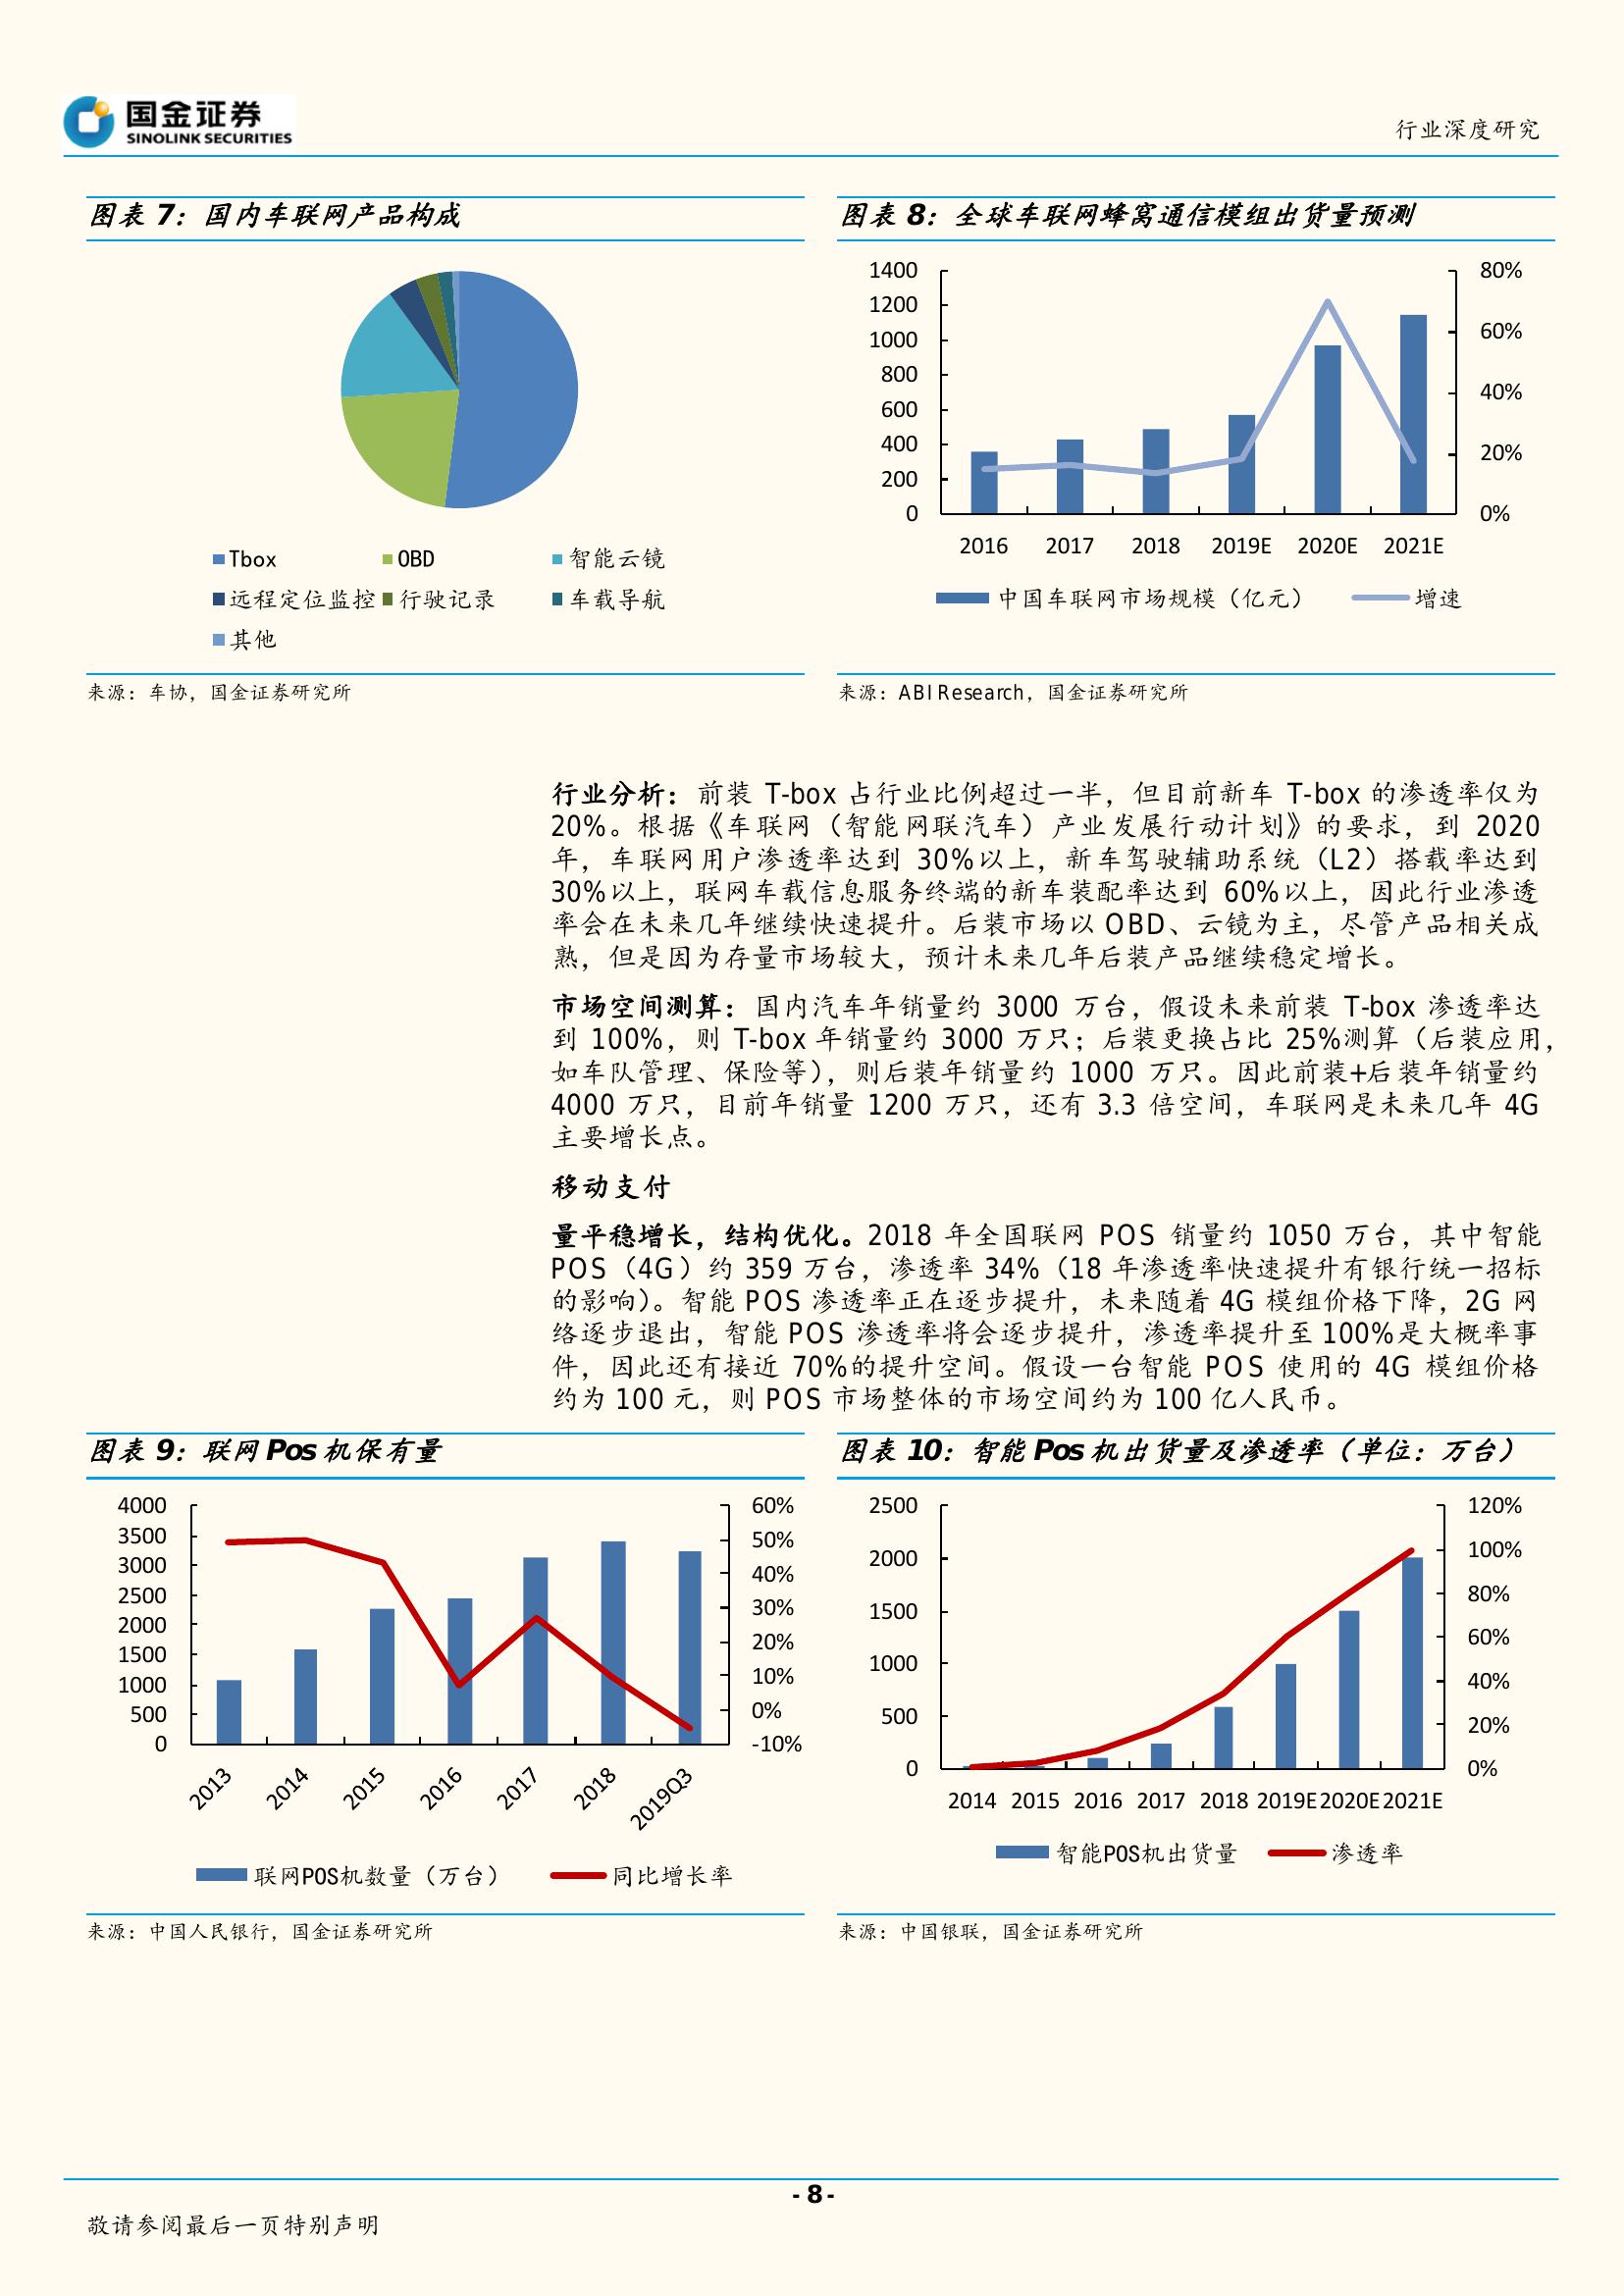 国金证券
SINOLINK SECURITIES
行业深度研究
图表 7：国内车联网产品构成
Tbox OBD 智能云镜
远程定位监控 行驶记录 车载导航
其他
来源：车协，国金证券研究所
图表 8：全球车联网蜂窝通信模组出货量预测
1400 80%
1200
1000 60%
800
600 40%
400 20%
200
0 0%
2016 2017 2018 2019E 2020E 2021E
中国车联网市场规模（亿元） 增速
来源：ABI Research，国金证券研究所
行业分析：前装 T-box 占行业比例超过一半，但目前新车 T-box 的渗透率仅为
20%。根据《车联网（智能网联汽车）产业发展行动计划》的要求，到 2020
年，车联网用户渗透率达到 30%以上，新车驾驶辅助系统（L2）搭载率达到
30%以上，联网车载信息服务终端的新车装配率达到 60%以上，因此行业渗透
率会在未来几年继续快速提升。后装市场以 OBD、云镜为主，尽管产品相关成
熟，但是因为存量市场较大，预计未来几年后装产品继续稳定增长。
市场空间测算：国内汽车年销量约 3000 万台，假设未来前装 T-box 渗透率达
到 100%，则 T-box 年销量约 3000 万只；后装更换占比 25%测算（后装应用，
如车队管理、保险等），则后装年销量约 1000 万只。因此前装+后装年销量约
4000 万只，目前年销量 1200 万只，还有 3.3 倍空间，车联网是未来几年 4G
主要增长点。
移动支付
量平稳增长，结构优化。2018 年全国联网 POS 销量约 1050 万台，其中智能
POS（4G）约 359 万台，渗透率 34%（18 年渗透率快速提升有银行统一招标
的影响）。智能 POS 渗透率正在逐步提升，未来随着 4G 模组价格下降，2G 网
络逐步退出，智能 POS 渗透率将会逐步提升，渗透率提升至 100%是大概率事
件，因此还有接近 70%的提升空间。假设一台智能 POS 使用的 4G 模组价格
约为 100 元，则 POS 市场整体的市场空间约为 100 亿人民币。
图表 9：联网 Pos 机保有量
4000 60%
3500 50%
3000 40%
2500 30%
2000 20%
1500 10%
1000 0%
500 -10%
0
2013 2014 2015 2016 2017 2018 2019Q3
联网POS机数量（万台） 同比增长率
来源：中国人民银行，国金证券研究所
图表 10：智能 Pos 机出货量及渗透率（单位：万台）
2500 120%
2000 100%
1500 80%
1000 60%
500 40%
0 20%
0%
2014 2015 2016 2017 2018 2019E 2020E 2021E
智能POS机出货量 渗透率
来源：中国银联，国金证券研究所
- 8 -
敬请参阅最后一页特别声明